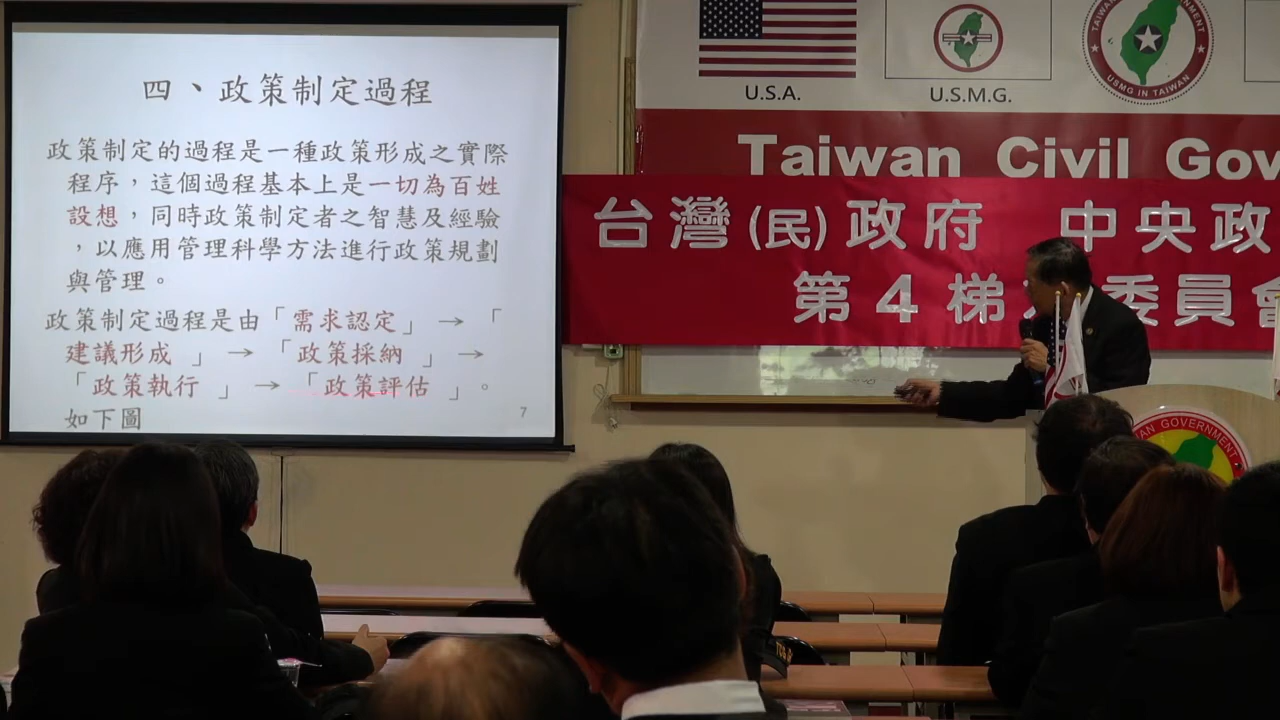 四、政策制定過程
政策制定的過程是一種政策形成之實際
程序，這個過程基本上是一切為百姓
設想，同時政策制定者之智慧及經驗
，以應用管理科學方法進行政策規劃
與管理。
政策制定過程是由「需求認定」→「
建議形成 」→「政策採納 」→
「政策執行 」→「政策評估 」。
如下圖
7
U.S.A.
U.S.M.G.
USMG IN TAIWAN
Taiwan Civil Gov
台灣(民)政府 中央政
第4梯 委員會